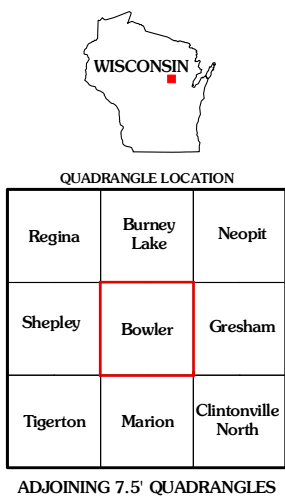 WISCONSIN
QUADRANGLE LOCATION
Regina
Burney
Lake
Neopit
Shepley
Bowler
Gresham
Tigerton
Marion
Clintonville
North
ADJOINING 7.5' QUADRANGLES